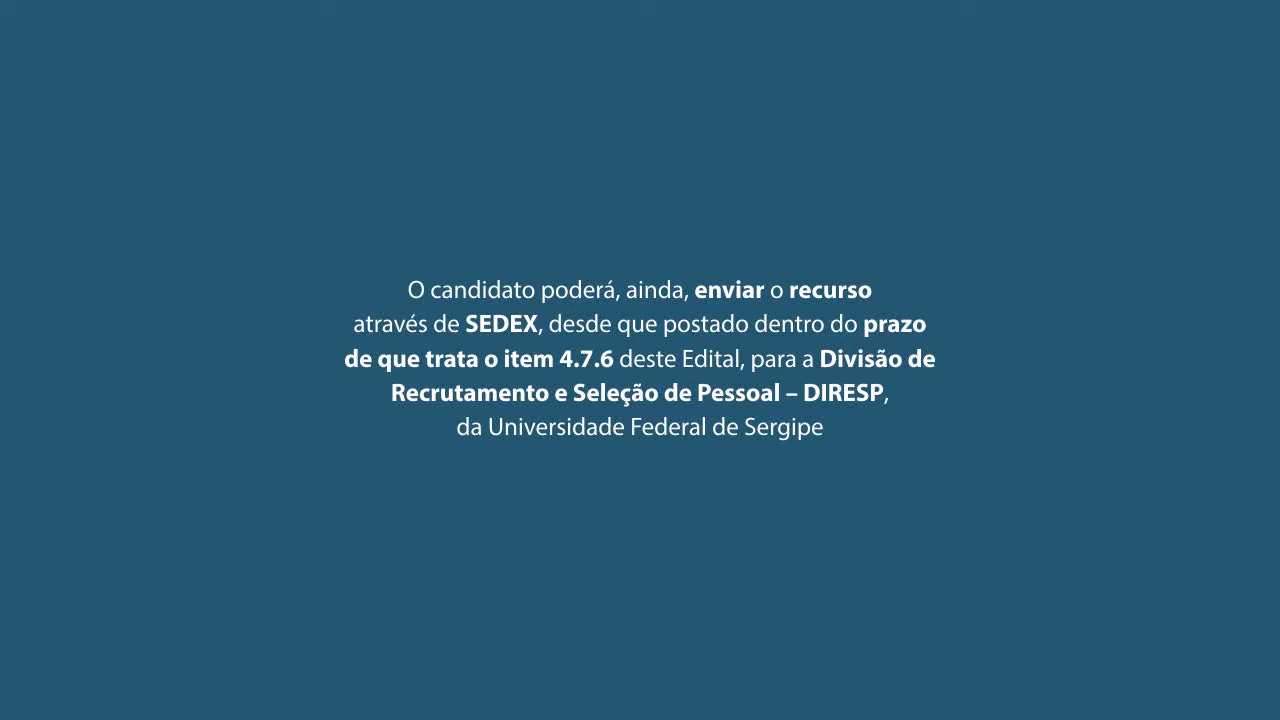 O candidato poderá, ainda, enviar o recurso
através de SEDEX, desde que postado dentro do prazo
de que trata o item 4.7.6 deste Edital, para a Divisão de
Recrutamento e Seleção de Pessoal – DIRESP,
da Universidade Federal de Sergipe